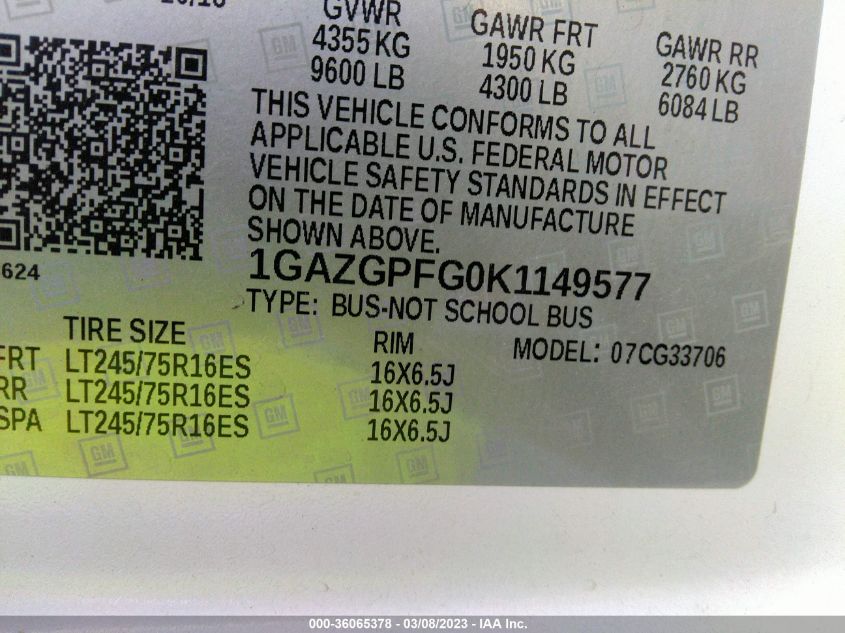 GVWR GAWR FRT GAWR RR
4355 KG 1950 KG 2760 KG
9600 LB 4300 LB 6084 LB
THIS VEHICLE CONFORMS TO ALL
APPLICABLE U.S. FEDERAL MOTOR
VEHICLE SAFETY STANDARDS IN EFFECT
ON THE DATE OF MANUFACTURE
SHOWN ABOVE.
624
1GAZGPFG0K1149577
TYPE: BUS-NOT SCHOOL BUS
TIRE SIZE RIM MODEL: 07CG33706
FRT LT245/75R16ES 16X6.5J
RR LT245/75R16ES 16X6.5J
SPA LT245/75R16ES 16X6.5J
GM
000-36065378 — 03/08/2023 — IAA Inc.